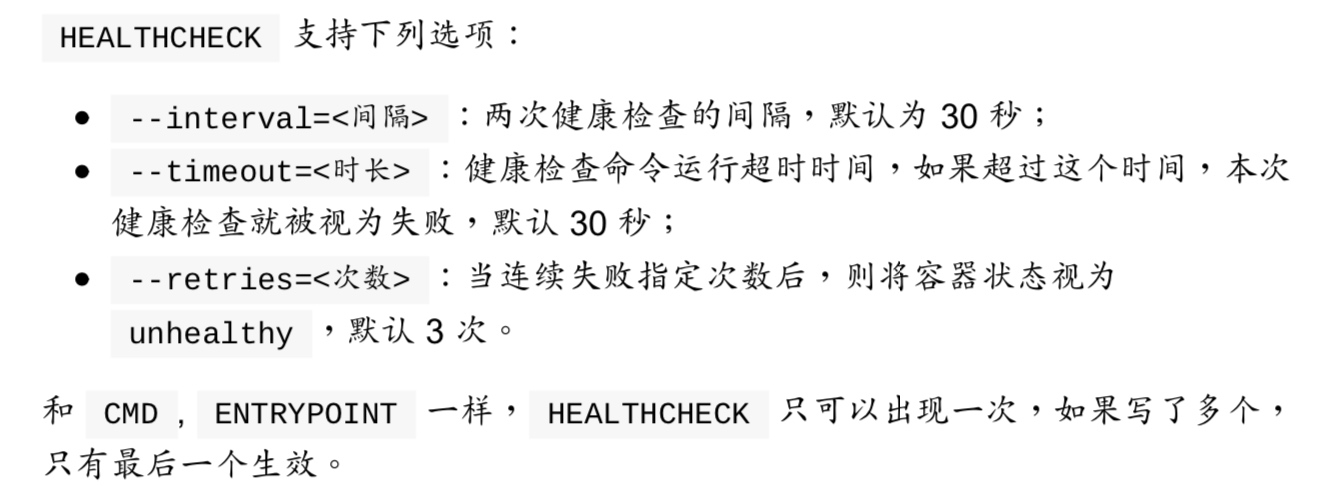 HEALTHCHECK 支持下列选项：
• --interval=<间隔> ：两次健康检查的间隔，默认为 30 秒；
• --timeout=<时长> ：健康检查命令运行超时时间，如果超过这个时间，本次
健康检查就被视为失败，默认 30 秒；
• --retries=<次数> ：当连续失败指定次数后，则将容器状态视为
unhealthy ，默认 3 次。
和 CMD , ENTRYPOINT 一样， HEALTHCHECK 只可以出现一次，如果写了多个，
只有最后一个生效。